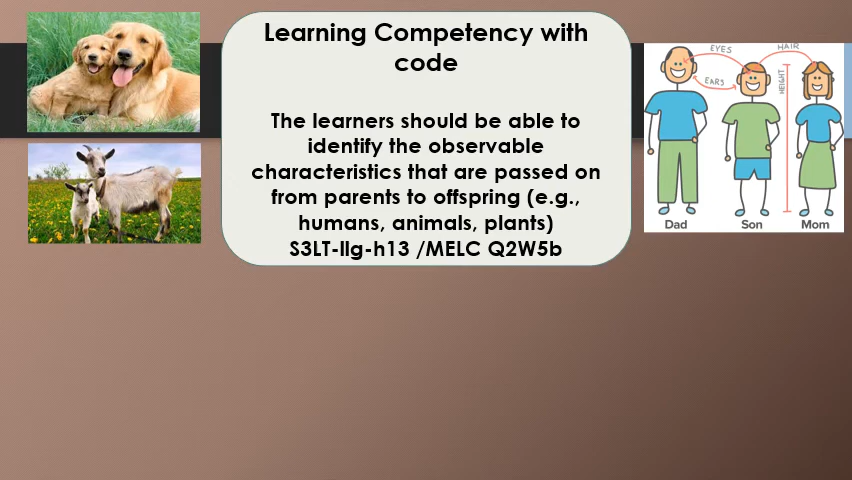 Learning Competency with
code
The learners should be able to
identify the observable
characteristics that are passed on
from parents to offspring (e.g.,
humans, animals, plants)
S3LT-llg-h13 /MELC Q2W5b
EYES
HAIR
EARS
HEIGHT
Dad
Son
Mom